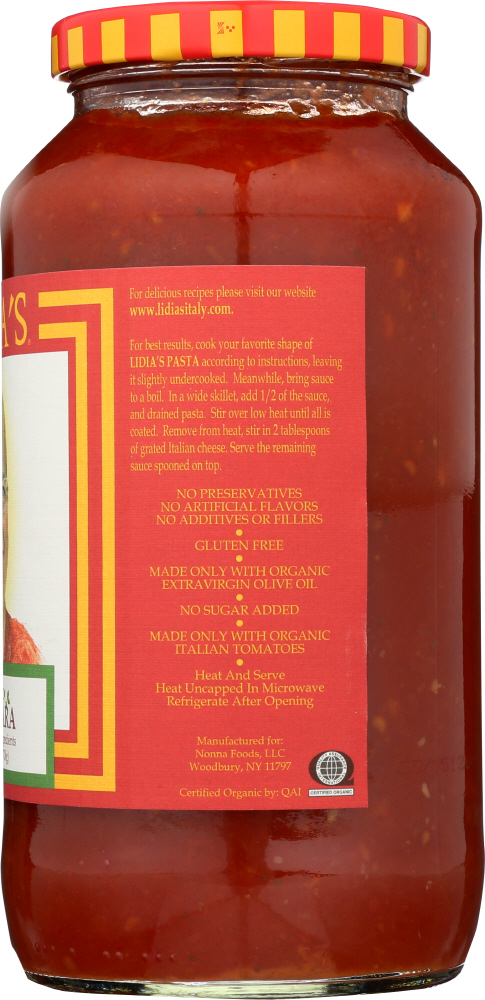 A'S
For delicious recipes please visit our website
www.lidiasitaly.com.
For best results, cook your favorite shape of
LIDIA'S PASTA according to instructions, leaving
it slightly undercooked. Meanwhile, bring sauce
to a boil. In a wide skillet, add 1/2 of the sauce,
and drained pasta. Stir over low heat until all is
coated. Remove from heat, stir in 2 tablespoons
of grated Italian cheese. Serve the remaining
sauce spooned on top.
NO PRESERVATIVES
NO ARTIFICIAL FLAVORS
NO ADDITIVES OR FILLERS
GLUTEN FREE
MADE ONLY WITH ORGANIC
EXTRAVIRGIN OLIVE OIL
NO SUGAR ADDED
MADE ONLY WITH ORGANIC
ITALIAN TOMATOES
Heat And Serve
Heat Uncapped In Microwave
Refrigerate After Opening
Manufactured for:
Nonna Foods, LLC
Woodbury, NY 11797
Certified Organic by: QAI
CERTIFIED ORGANIC
RA